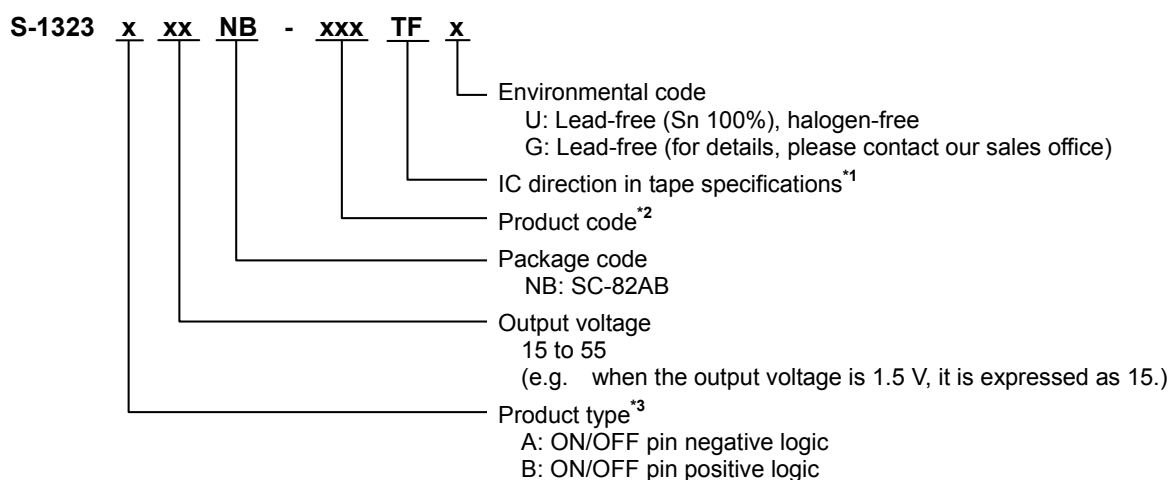 S-1323 x xx NB - xxx TF x
Environmental code
U: Lead-free (Sn 100%), halogen-free
G: Lead-free (for details, please contact our sales office)
IC direction in tape specifications*1
Product code*2
Package code
NB: SC-82AB
Output voltage
15 to 55
(e.g. when the output voltage is 1.5 V, it is expressed as 15.)
Product type*3
A: ON/OFF pin negative logic
B: ON/OFF pin positive logic